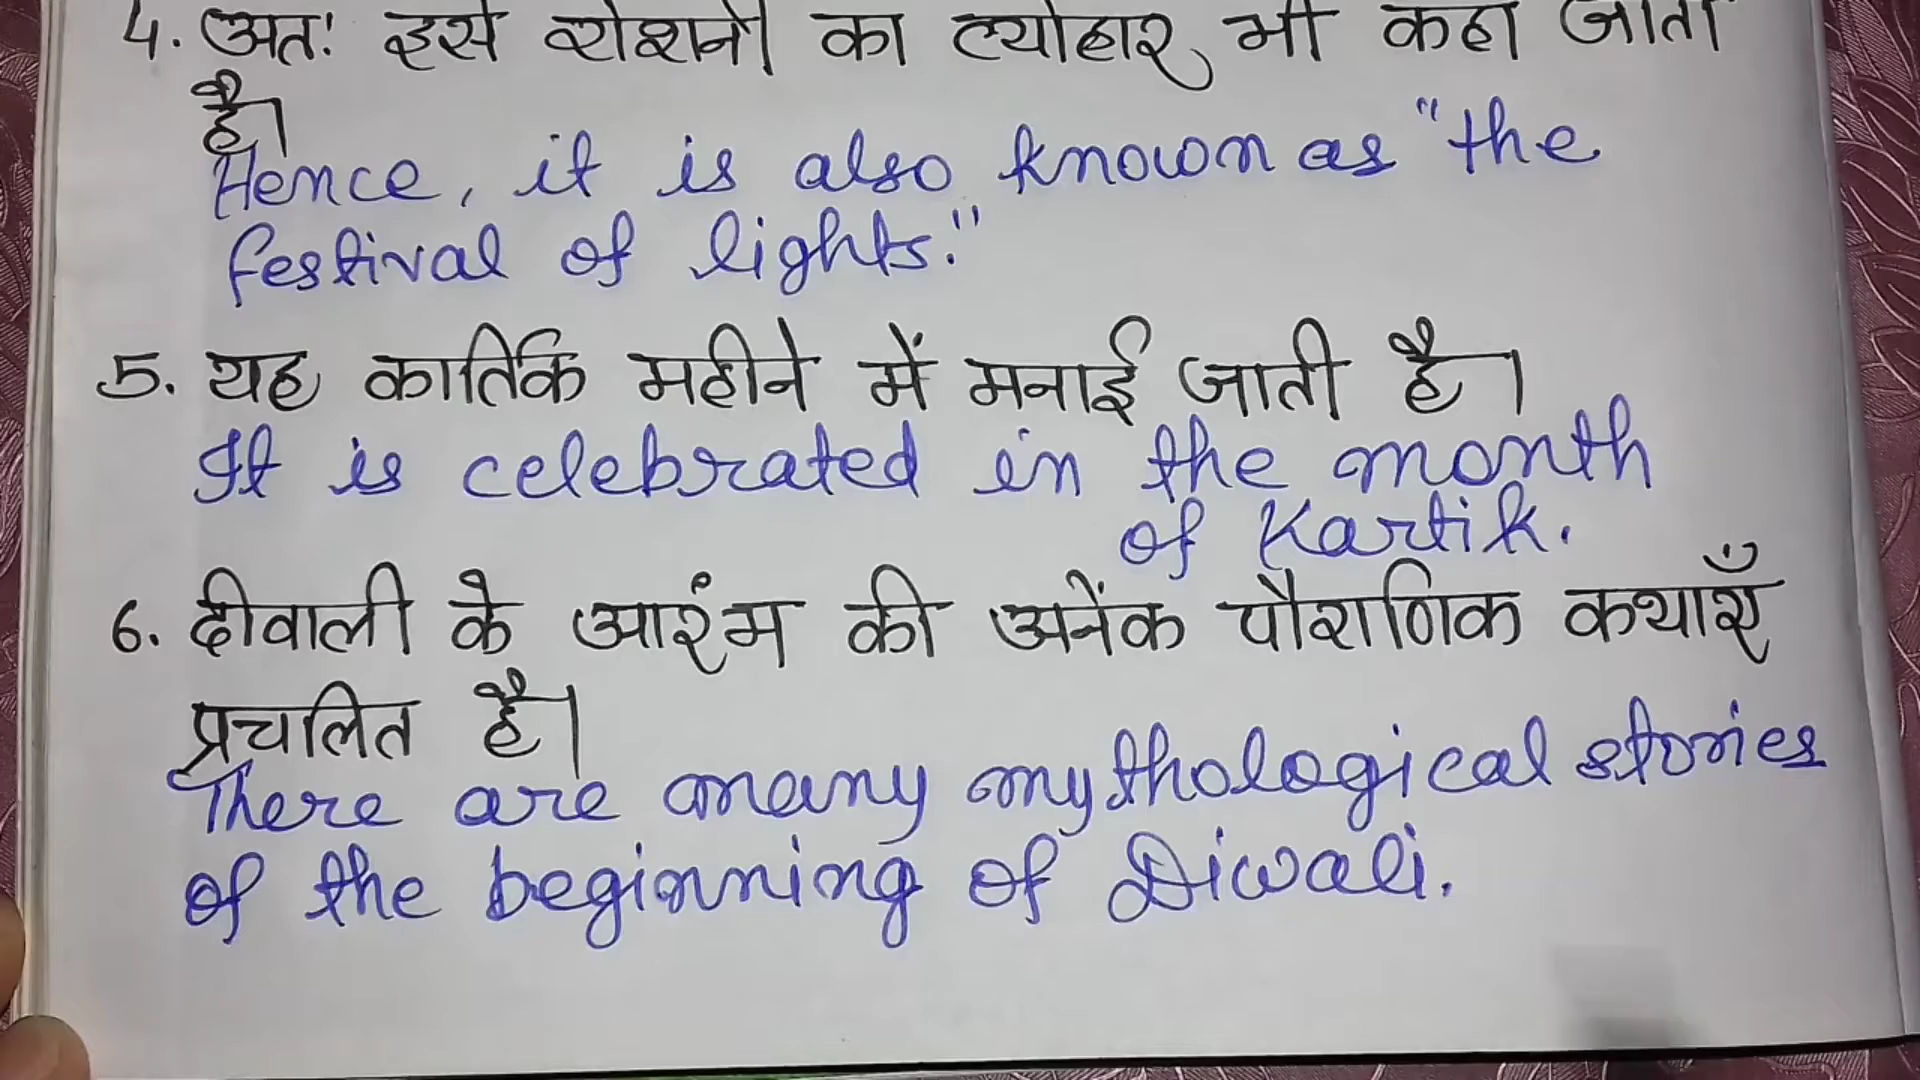 4. अतः इसे रोशनी का त्योहार भी कहा जाता
है।
Hence, it is also known as "the
festival of lights."
5. यह कार्तिक महीने में मनाई जाती है।
It is celebrated in the month
of Kartik.
6. दीवाली के आरंभ की अनेंक पौराणिक कथाएँ
प्रचलित है।
There are many mythological stories
of the beginning of Diwali.